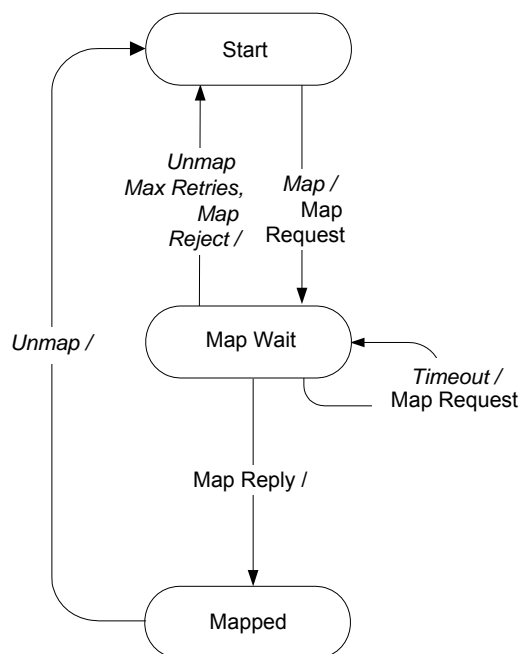 Start
Unmap
Max Retries,
Map
Reject /
Map /
Map
Request
Unmap /
Map Wait
Timeout /
Map Request
Map Reply /
Mapped